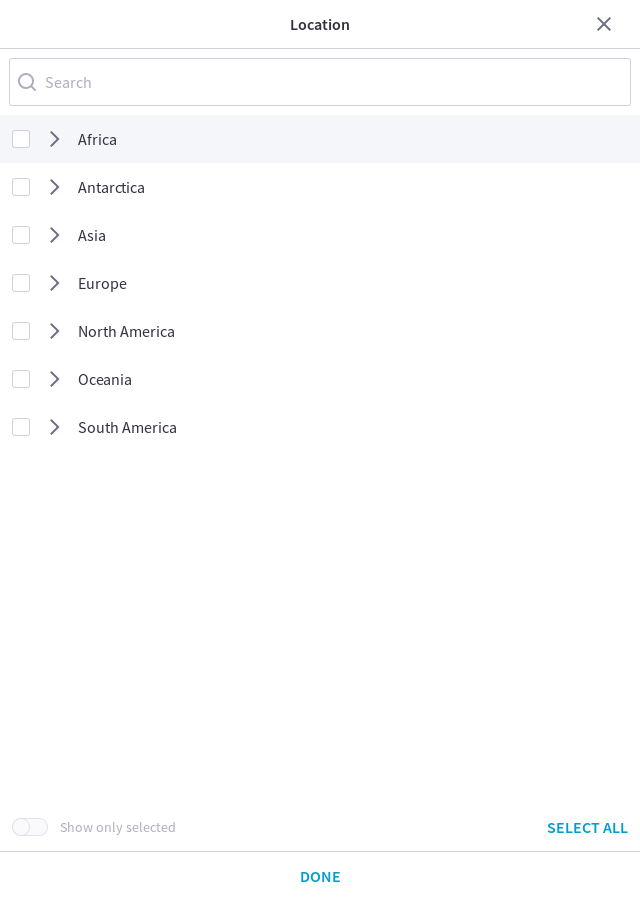 Location
Search
Africa
Antarctica
Asia
Europe
North America
Oceania
South America
Show only selected
SELECT ALL
DONE